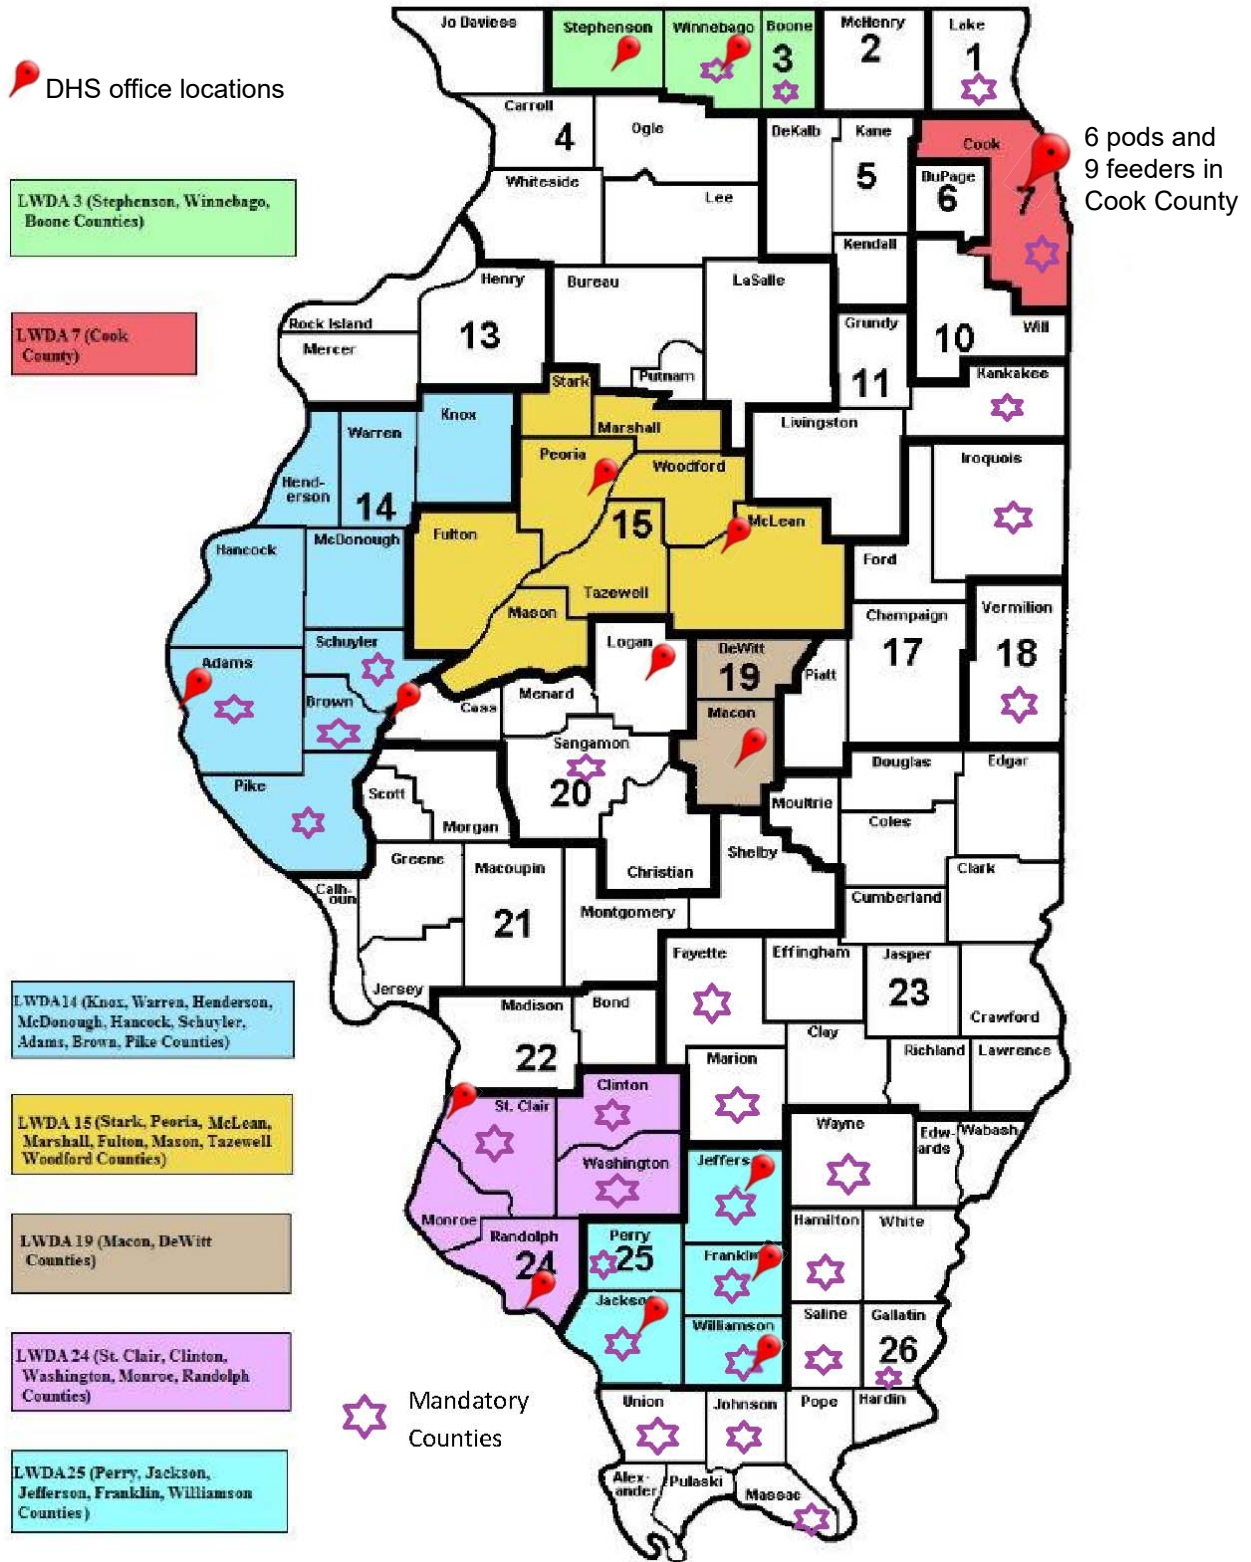 Jo Daviess
Stephenson
Winnebago
Boone
3
McHenry
2
Lake
1
DHS office locations
Carroll
4
Ogle
DeKalb
Kane
5
Cook
7
DuPage
6
6 pods and
9 feeders in
Cook County
Whiteside
Lee
LWDA 3 (Stephenson, Winnebago,
Boone Counties)
Kendall
Henry
13
Bureau
LaSalle
Rock Island
Mercer
Grundy
11
10
Will
LWDA 7 (Cook
County)
Stark
Putnam
Kankakee
Knox
Warren
Marshall
Livingston
Peoria
Woodford
Iroquois
Hend-
erson
14
15
McLean
Fulton
Hancock
McDonough
Ford
Tazewell
Mason
Champaign
17
Vermilion
18
Schuyler
Logan
DeWitt
19
Adams
Piatt
Brown
Menard
Cass
Macon
Sangamon
20
Douglas
Edgar
Pike
Scott
Moultrie
Morgan
Coles
Greene
Macoupin
Shelby
Christian
Clark
Calh-
oun
Cumberland
Montgomery
21
Fayette
Effingham
Jasper
23
Jersey
LWDA 14 (Knox, Warren, Henderson,
McDonough, Hancock, Schuyler,
Adams, Brown, Pike Counties)
Madison
Bond
Crawford
Clay
22
Marion
Richland
Lawrence
Clinton
St. Clair
LWDA 15 (Stark, Peoria, McLean,
Marshall, Fulton, Mason, Tazewell
Woodford Counties)
Wayne
Edw-
ards
Wabash
Washington
Jeffers
Monroe
Randolph
24
Perry
25
Hamilton
White
LWDA 19 (Macon, DeWitt
Counties)
Franklin
Jackso
Williamson
Saline
Gallatin
26
LWDA 24 (St. Clair, Clinton,
Washington, Monroe, Randolph
Counties)
Mandatory
Counties
Union
Johnson
Pope
Hardin
LWDA25 (Perry, Jackson,
Jefferson, Franklin, Williamson
Counties)
Alex-
ander
Pulaski
Massac